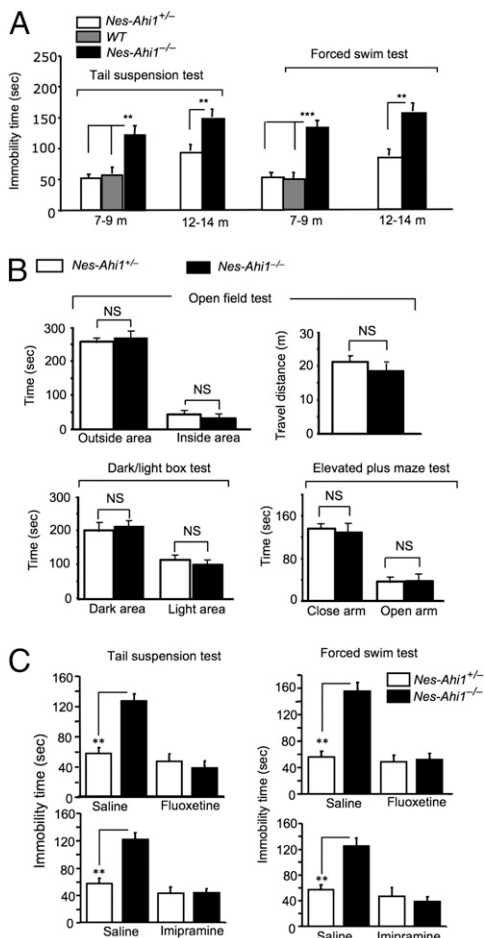 A
Nes-Ahi1+/–
WT
Nes-Ahi1–/–
Tail suspension test
Forced swim test
Immobility time (sec)
250
200
150
100
50
0
**
**
***
**
7-9 m
12-14 m
7-9 m
12-14 m
B
Nes-Ahi1+/–
Nes-Ahi1–/–
Open field test
Time (sec)
300
200
100
0
NS
NS
Outside area
Inside area
Travel distance (m)
30
20
10
0
NS
Dark/light box test
Time (sec)
300
200
100
0
NS
NS
Dark area
Light area
Elevated plus maze test
Time (sec)
160
80
0
NS
NS
Close arm
Open arm
C
Tail suspension test
Forced swim test
Nes-Ahi1+/–
Nes-Ahi1–/–
Immobility time (sec)
160
120
80
40
0
**
Saline
Fluoxetine
160
120
80
40
0
**
Saline
Imipramine
Immobility time (sec)
160
120
80
40
0
**
Saline
Fluoxetine
160
120
80
40
0
**
Saline
Imipramine